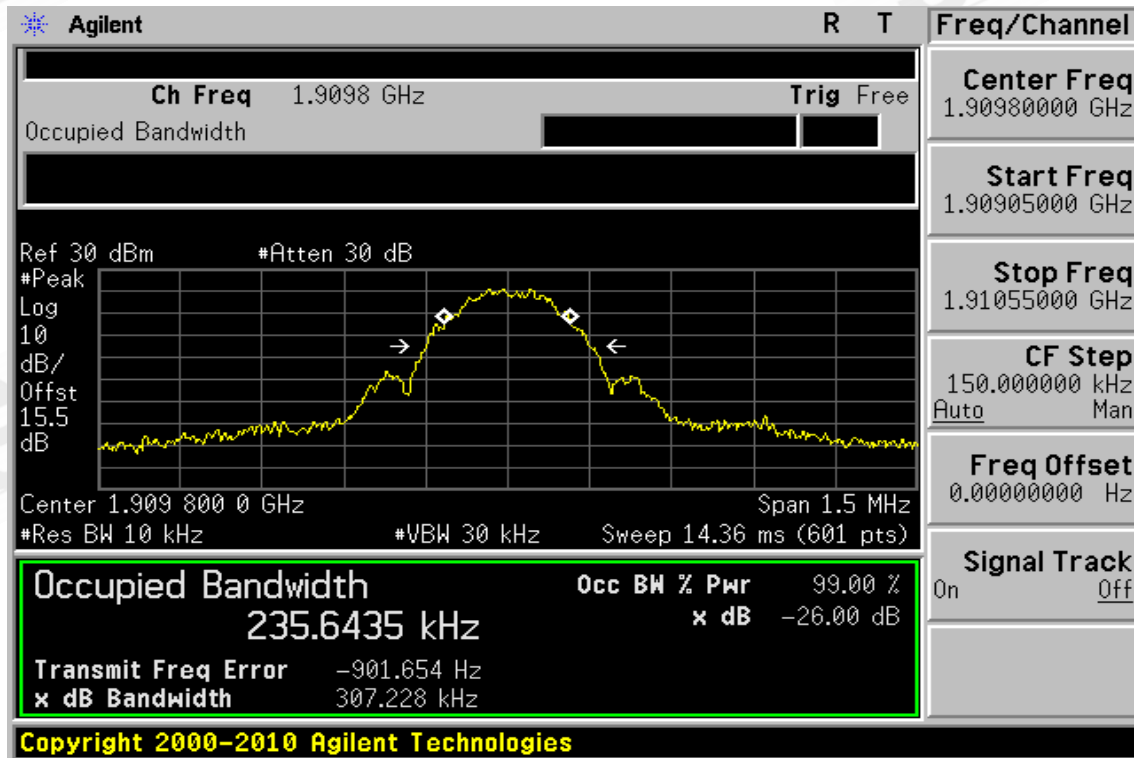 Agilent R T
Ch Freq 1.9098 GHz Trig Free
Occupied Bandwidth
Ref 30 dBm #Atten 30 dB
#Peak
Log
10
dB/
Offst
15.5
dB
Center 1.909 800 0 GHz Span 1.5 MHz
#Res BW 10 kHz #VBW 30 kHz Sweep 14.36 ms (601 pts)
Occupied Bandwidth Occ BW % Pwr 99.00 %
235.6435 kHz x dB -26.00 dB
Transmit Freq Error -901.654 Hz
x dB Bandwidth 307.228 kHz
Copyright 2000-2010 Agilent Technologies
Freq/Channel
Center Freq
1.90980000 GHz
Start Freq
1.90905000 GHz
Stop Freq
1.91055000 GHz
CF Step
150.000000 kHz
Auto Man
Freq Offset
0.00000000 Hz
Signal Track
On Off